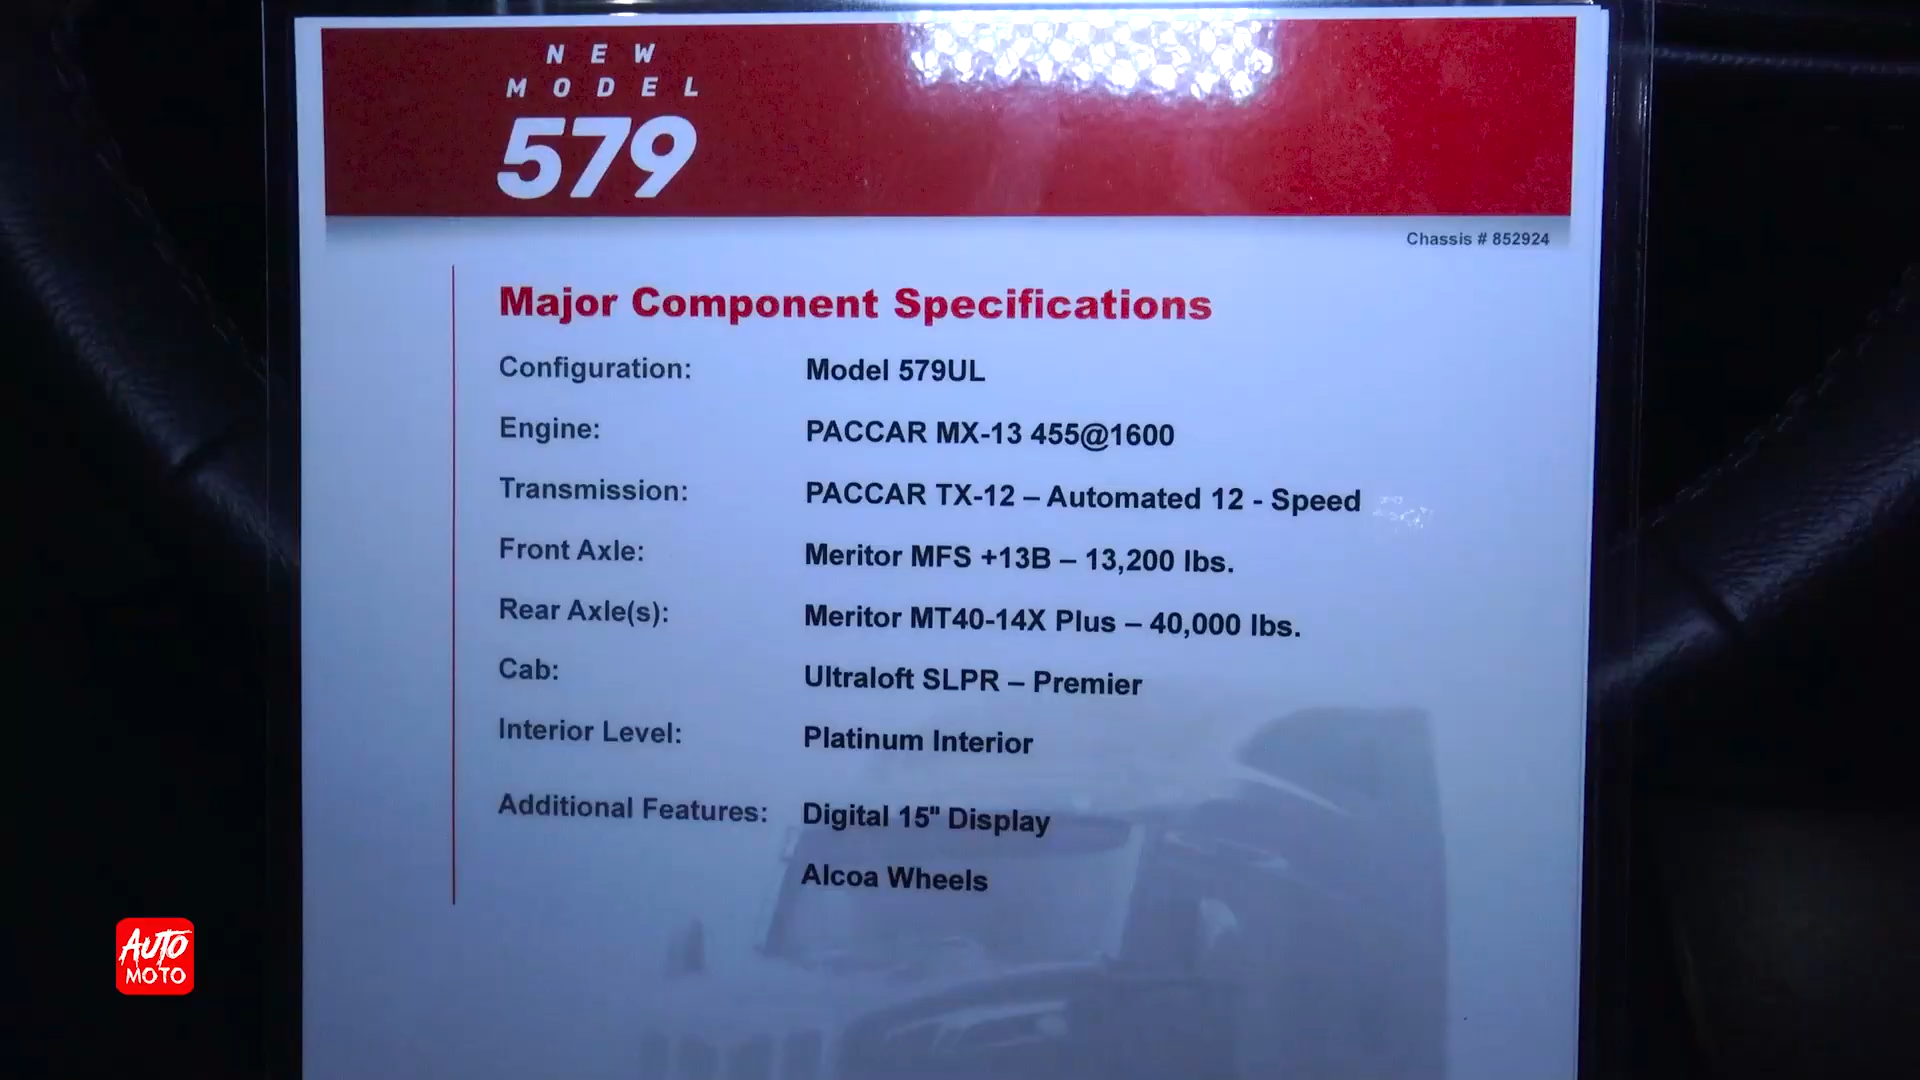 NEW
MODEL
579
Chassis # 852924
Major Component Specifications
Configuration: Model 579UL
Engine: PACCAR MX-13 455@1600
Transmission: PACCAR TX-12 – Automated 12 - Speed
Front Axle: Meritor MFS +13B – 13,200 lbs.
Rear Axle(s): Meritor MT40-14X Plus – 40,000 lbs.
Cab: Ultraloft SLPR – Premier
Interior Level: Platinum Interior
Additional Features: Digital 15" Display
Alcoa Wheels
AUTO
MOTO